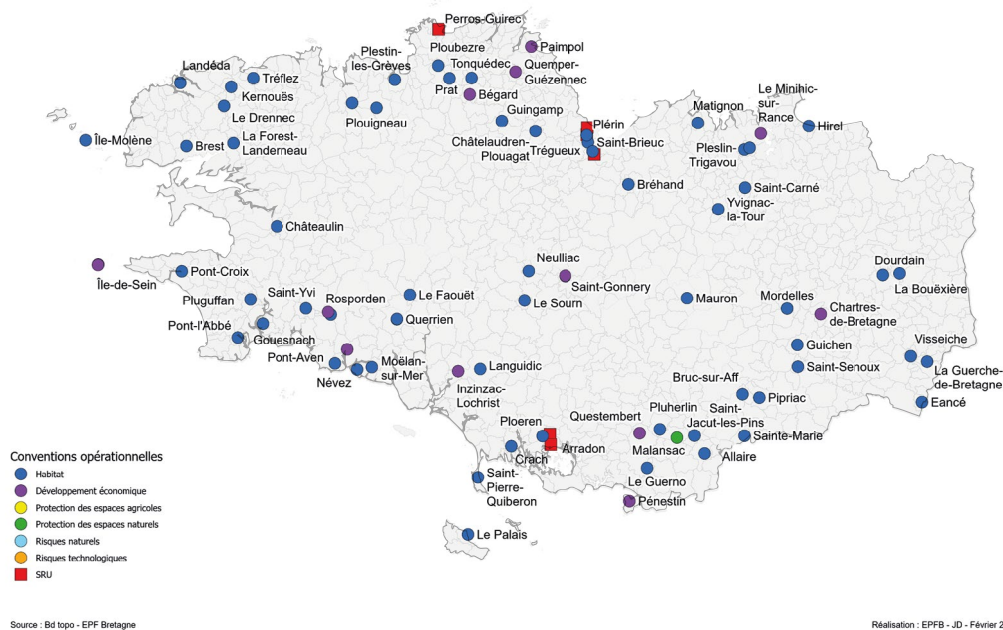 Perros-Guirec
Paimpol
Ploubezre
Plestin-
les-Grèves
Tonquédec
Quemper-
Guézennec
Landéda
Tréflez
Prat
Le Minihic-
sur-
Rance
Kernouës
Bégard
Matignon
Guingamp
Le Drennec
Plouigneau
Plérin
Hirel
Île-Molène
La Forest-
Landerneau
Brest
Châtelaudren-
Plouagat
Trégueux
Saint-Brieuc
Pleslin-
Trigavou
Bréhand
Saint-Carné
Yvignac-
la-Tour
Châteaulin
Neulliac
Dourdain
Pont-Croix
Île-de-Sein
Saint-Gonnery
La Bouëxière
Saint-Yvi
Rosporden
Le Faouët
Le Sourn
Mauron
Mordelles
Pluguffan
Chartres-
de-Bretagne
Querrien
Pont-l'Abbé
Gouesnach
Guichen
Visseiche
Pont-Aven
Moëlan-
sur-Mer
Languidic
Saint-Senoux
Névez
Bruc-sur-Aff
La Guerche-
de-Bretagne
Inzinzac-
Lochrist
Pipriac
Eancé
Questembert
Pluherlin
Saint-
Jacut-les-Pins
Ploeren
Sainte-Marie
Arradon
Malansac
Allaire
Crach
Le Guerno
Saint-
Pierre-
Quiberon
Pénestin
Le Palais
Conventions opérationnelles
Habitat
Développement économique
Protection des espaces agricoles
Protection des espaces naturels
Risques naturels
Risques technologiques
SRU
Source : Bd topo - EPF Bretagne
Réalisation : EPFB - JD - Février 2